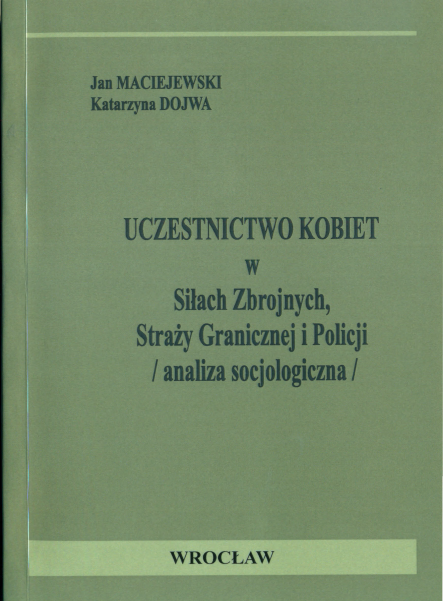 Jan MACIEJEWSKI
Katarzyna DOJWA
UCZESTNICTWO KOBIET
w
Siłach Zbrojnych,
Straży Granicznej i Policji
/ analiza socjologiczna /
WROCŁAW